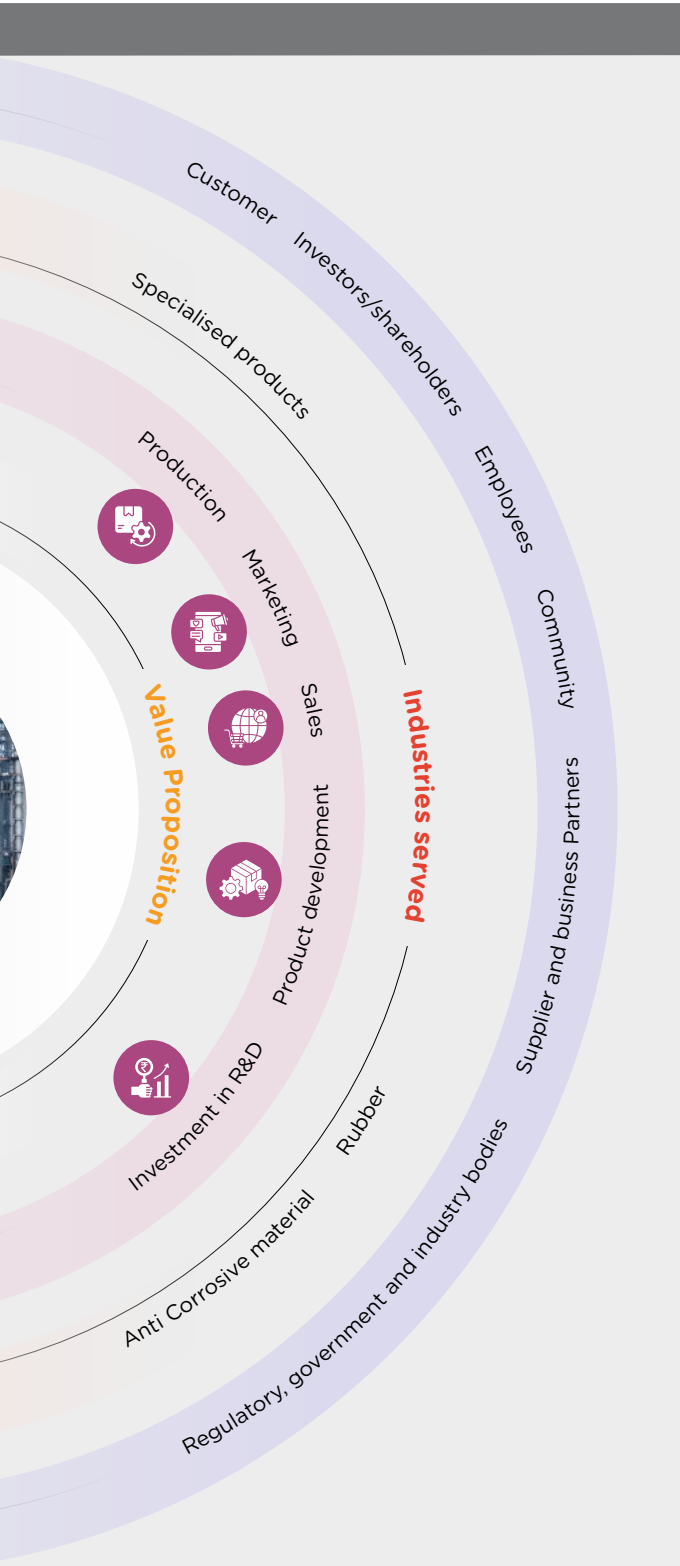 Customer
Investors/shareholders
Employees
Community
Supplier and business Partners
Regulatory, government and industry bodies
Specialised products
Industries served
Rubber
Anti Corrosive material
Production
Marketing
Sales
Product development
Investment in R&D
Value Proposition